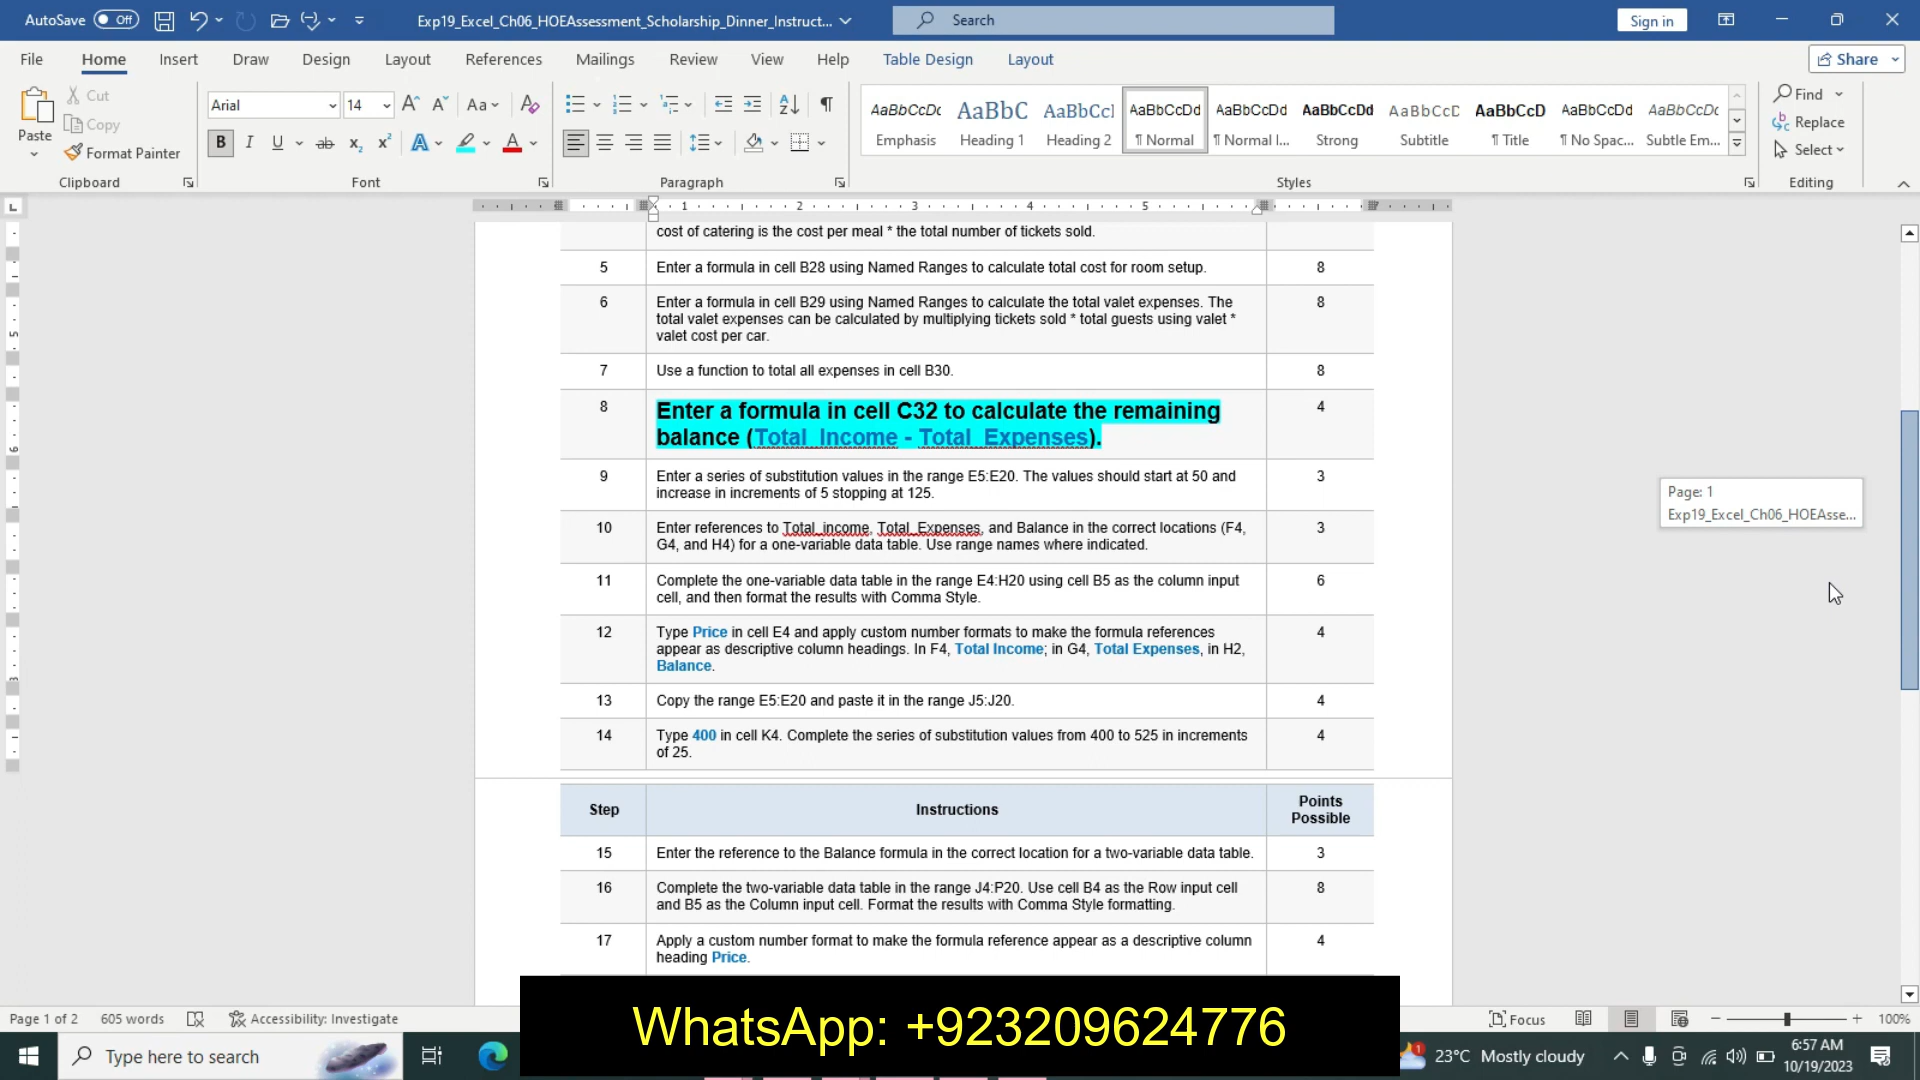 AutoSave Off
Exp19_Excel_Ch06_HOEAssessment_Scholarship_Dinner_Instruct...
Search
Sign in
File Home Insert Draw Design Layout References Mailings Review View Help Table Design Layout
Share
Paste
Cut
Copy
Format Painter
Clipboard
Arial 14
Font
Paragraph
AaBbCcDc AaBbC AaBbCcI AaBbCcDd AaBbCcDd AaBbCcDd AaBbCcC AaBbCcD AaBbCcDd AaBbCcDc
Emphasis Heading 1 Heading 2 ¶ Normal ¶ Normal I... Strong Subtitle ¶ Title ¶ No Spac... Subtle Em...
Styles
Find
Replace
Select
Editing
1 2 3 4 5
cost of catering is the cost per meal * the total number of tickets sold.
5 Enter a formula in cell B28 using Named Ranges to calculate total cost for room setup. 8
6 Enter a formula in cell B29 using Named Ranges to calculate the total valet expenses. The 8
total valet expenses can be calculated by multiplying tickets sold * total guests using valet *
valet cost per car.
7 Use a function to total all expenses in cell B30. 8
8 Enter a formula in cell C32 to calculate the remaining 4
balance (Total_Income - Total_Expenses).
9 Enter a series of substitution values in the range E5:E20. The values should start at 50 and 3
increase in increments of 5 stopping at 125.
10 Enter references to Total_income, Total_Expenses, and Balance in the correct locations (F4, 3
G4, and H4) for a one-variable data table. Use range names where indicated.
11 Complete the one-variable data table in the range E4:H20 using cell B5 as the column input 6
cell, and then format the results with Comma Style.
12 Type Price in cell E4 and apply custom number formats to make the formula references 4
appear as descriptive column headings. In F4, Total Income; in G4, Total Expenses, in H2,
Balance.
13 Copy the range E5:E20 and paste it in the range J5:J20. 4
14 Type 400 in cell K4. Complete the series of substitution values from 400 to 525 in increments 4
of 25.
Step Instructions Points
Possible
15 Enter the reference to the Balance formula in the correct location for a two-variable data table. 3
16 Complete the two-variable data table in the range J4:P20. Use cell B4 as the Row input cell 8
and B5 as the Column input cell. Format the results with Comma Style formatting.
17 Apply a custom number format to make the formula reference appear as a descriptive column 4
heading Price.
Page: 1
Exp19_Excel_Ch06_HOEAsse...
WhatsApp: +923209624776
Page 1 of 2 605 words Accessibility: Investigate
Focus 100%
Type here to search
23°C Mostly cloudy
6:57 AM
10/19/2023